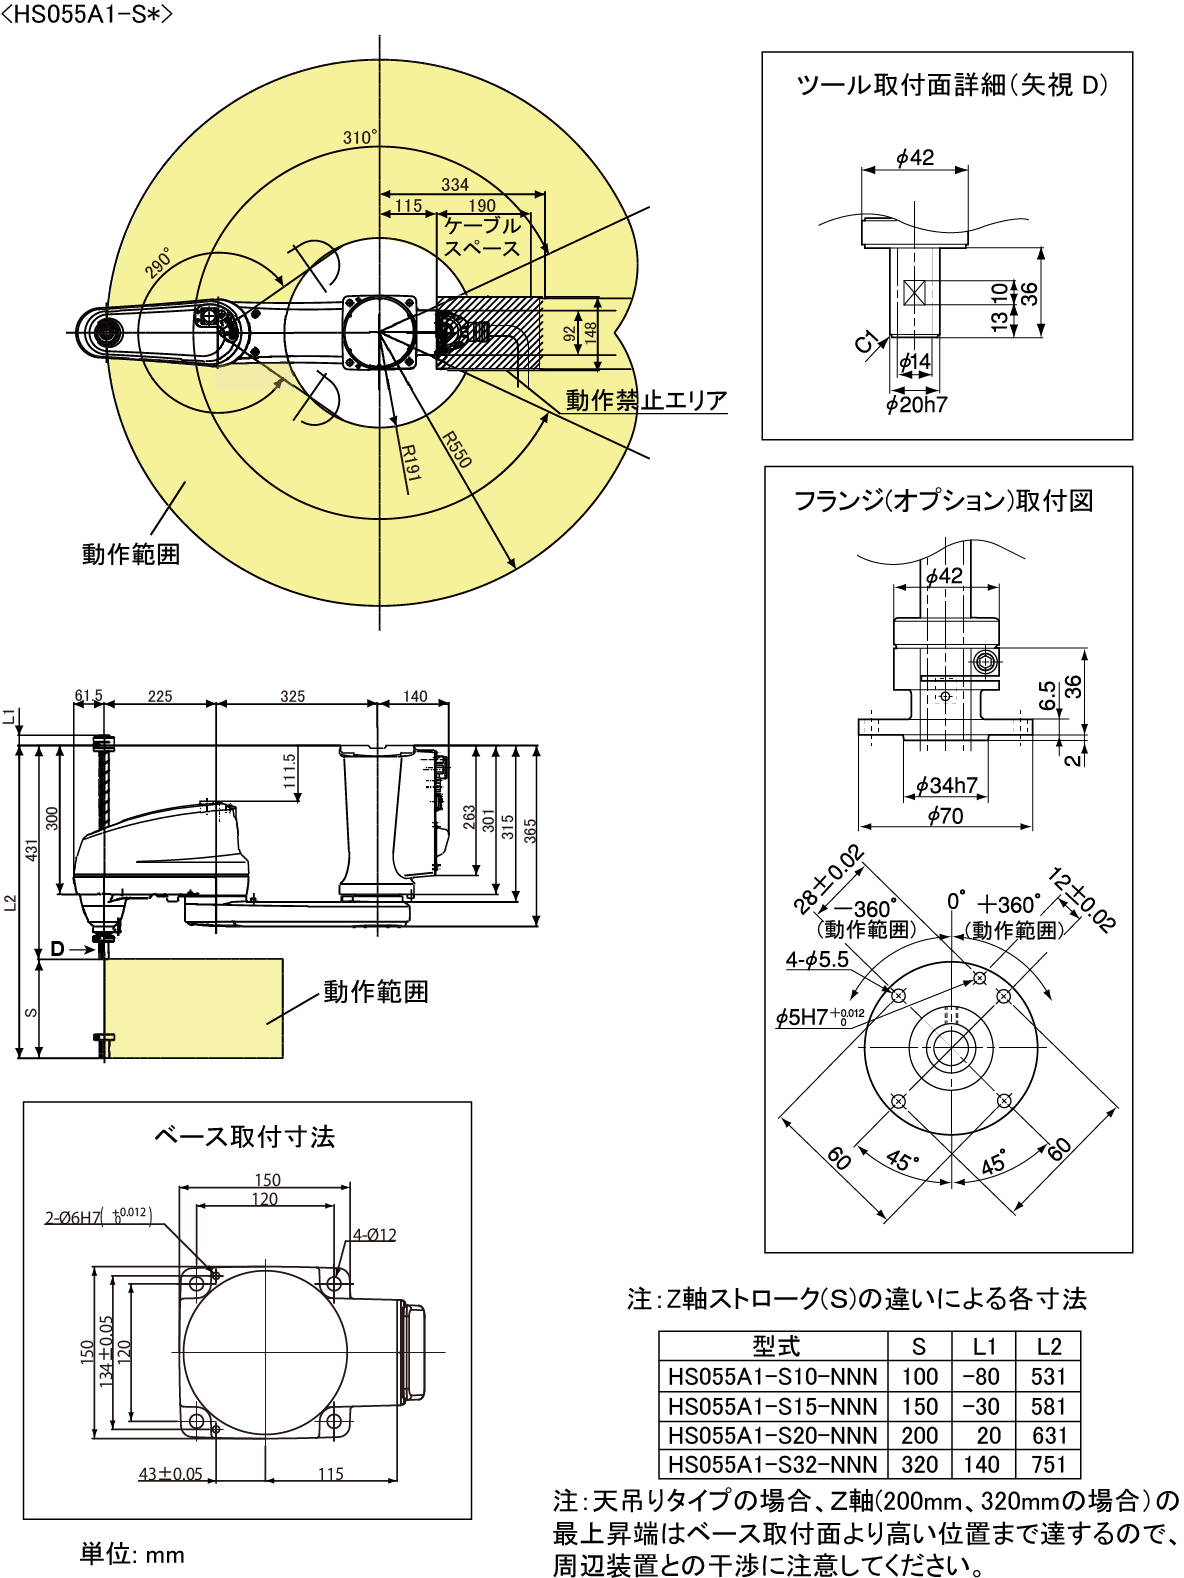 <HS055A1-S*>
310°
334
115
190
ケーブル
スペース
290°
92
148
動作禁止エリア
R191
R550
動作範囲
ツール取付面詳細(矢視 D)
φ42
10
36
13
C1
φ14
φ20h7
フランジ(オプション)取付図
φ42
6.5
36
2
φ34h7
φ70
28±0.02
12±0.02
−360°
0°
+360°
(動作範囲)
(動作範囲)
4-φ5.5
φ5H7 +0.012
0
60
45°
45°
60
L1
61.5
225
325
140
111.5
300
431
L2
263
301
315
365
D
S
動作範囲
ベース取付寸法
150
120
2-Ø6H7( +0.012
0 )
4-Ø12
150
134±0.05
120
43±0.05
115
単位: mm
注:Z軸ストローク(S)の違いによる各寸法
型式 S L1 L2
HS055A1-S10-NNN 100 -80 531
HS055A1-S15-NNN 150 -30 581
HS055A1-S20-NNN 200 20 631
HS055A1-S32-NNN 320 140 751
注:天吊りタイプの場合、Z軸(200mm、320mmの場合)の
最上昇端はベース取付面より高い位置まで達するので、
周辺装置との干渉に注意してください。